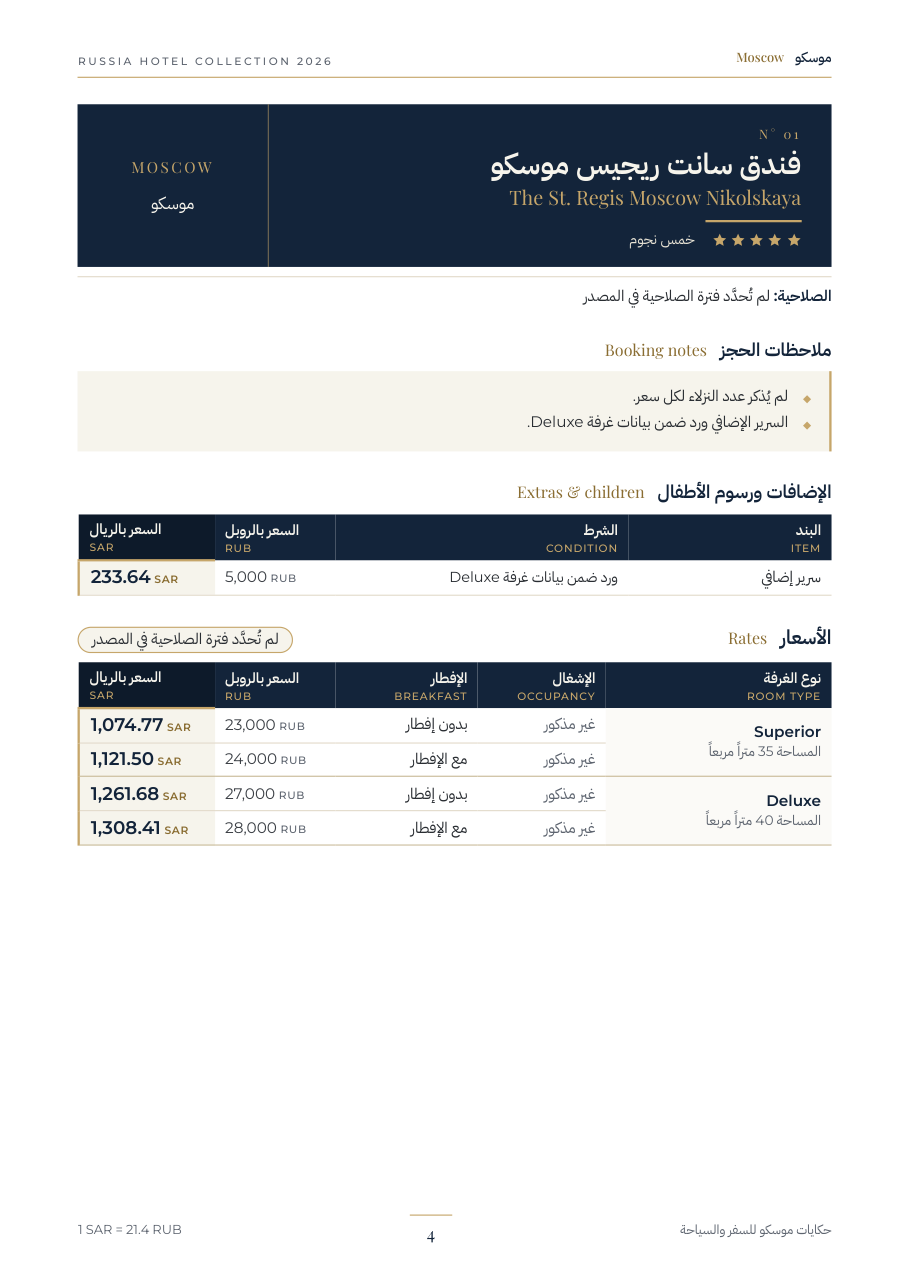 موسكو Moscow
RUSSIA HOTEL COLLECTION 2026
N° 01
فندق سانت ريجيس موسكو
The St. Regis Moscow Nikolskaya
★★★★★ خمس نجوم
MOSCOW
موسكو
الصلاحية: لم تُحدَّد فترة الصلاحية في المصدر
ملاحظات الحجز Booking notes
◆ لم يُذكر عدد النزلاء لكل سعر.
◆ السرير الإضافي ورد ضمن بيانات غرفة Deluxe.
الإضافات ورسوم الأطفال Extras & children
البند الشرط السعر بالروبل السعر بالريال
ITEM CONDITION RUB SAR
سرير إضافي ورد ضمن بيانات غرفة Deluxe 5,000 RUB 233.64 SAR
الأسعار Rates لم تُحدَّد فترة الصلاحية في المصدر
نوع الغرفة الإشغال الإفطار السعر بالروبل السعر بالريال
ROOM TYPE OCCUPANCY BREAKFAST RUB SAR
Superior
المساحة 35 متراً مربعاً
غير مذكور بدون إفطار 23,000 RUB 1,074.77 SAR
غير مذكور مع الإفطار 24,000 RUB 1,121.50 SAR
Deluxe
المساحة 40 متراً مربعاً
غير مذكور بدون إفطار 27,000 RUB 1,261.68 SAR
غير مذكور مع الإفطار 28,000 RUB 1,308.41 SAR
حكايات موسكو للسفر والسياحة
4
1 SAR = 21.4 RUB